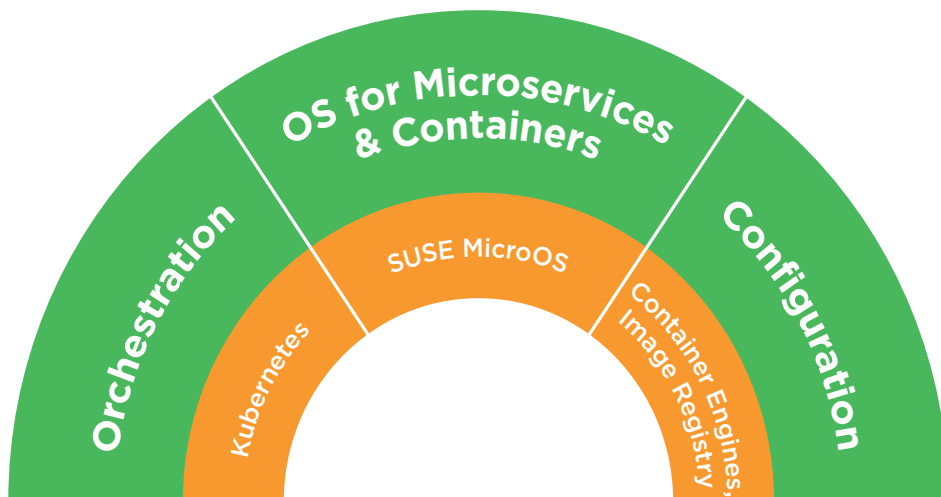 Orchestration
Kubernetes
OS for Microservices
& Containers
SUSE MicroOS
Configuration
Container Engines,
Image Registry